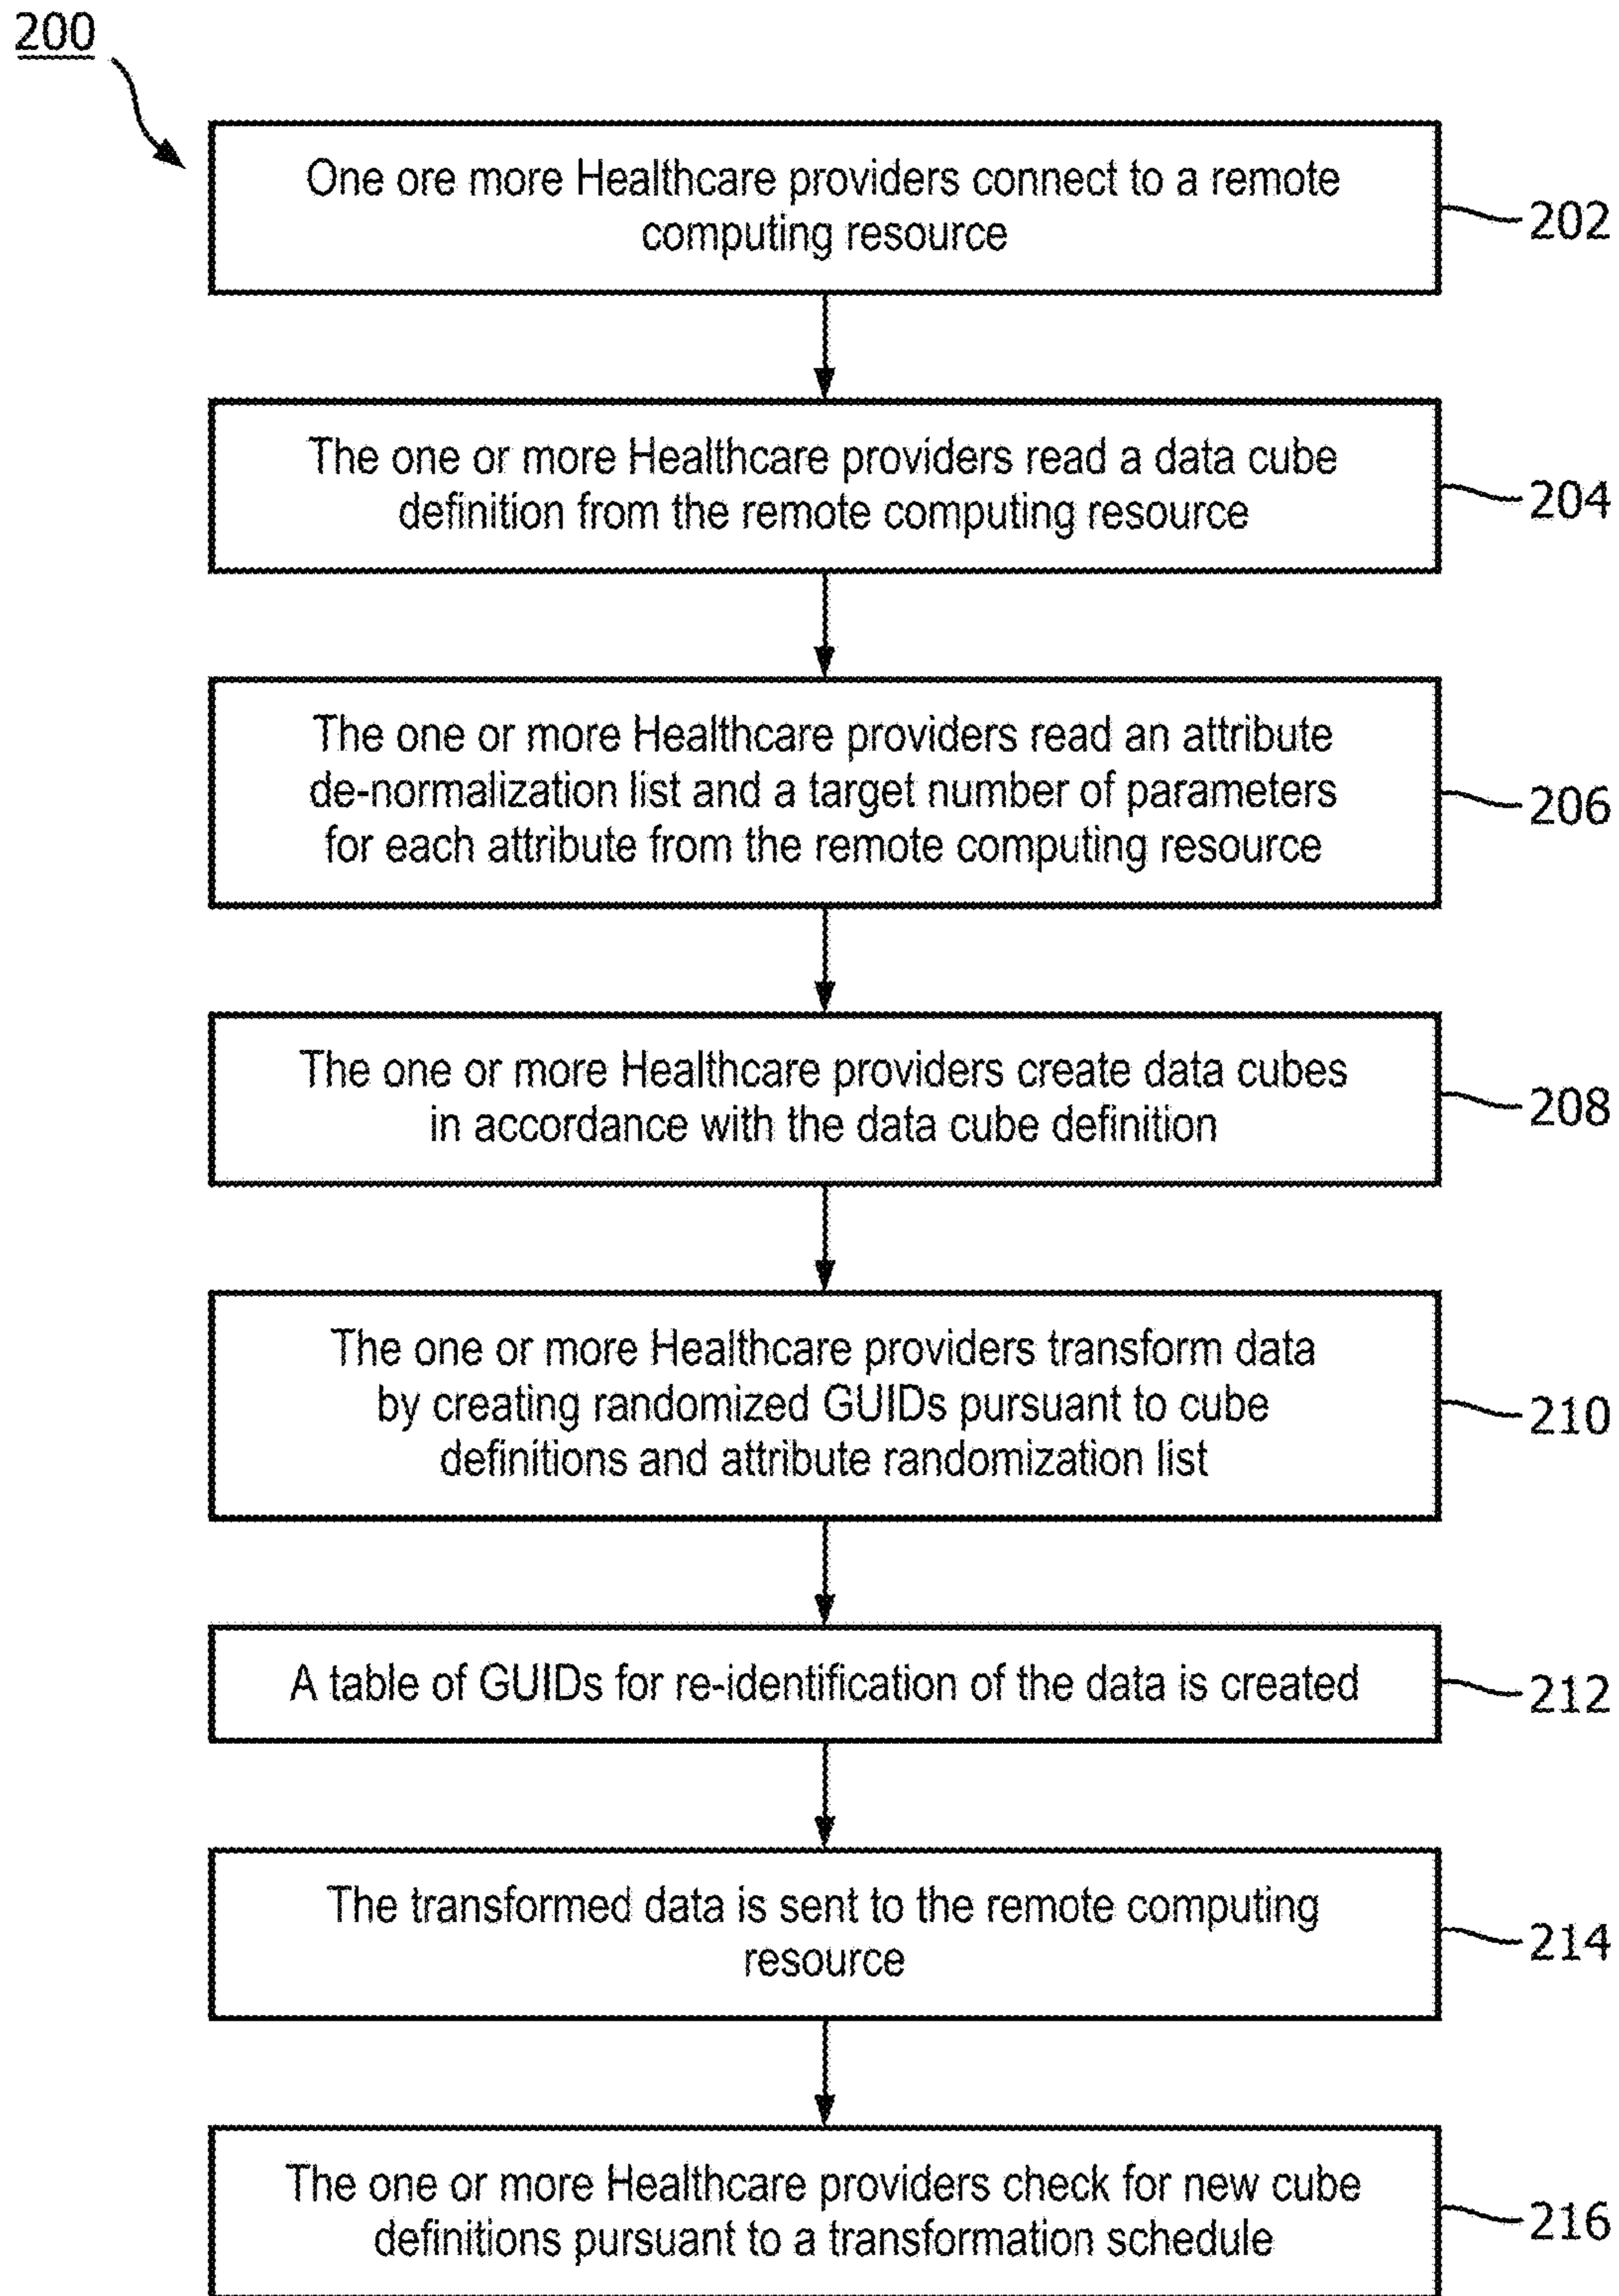 200
One ore more Healthcare providers connect to a remote
computing resource
202
The one or more Healthcare providers read a data cube
definition from the remote computing resource
204
The one or more Healthcare providers read an attribute
de-normalization list and a target number of parameters
for each attribute from the remote computing resource
206
The one or more Healthcare providers create data cubes
in accordance with the data cube definition
208
The one or more Healthcare providers transform data
by creating randomized GUIDs pursuant to cube
definitions and attribute randomization list
210
A table of GUIDs for re-identification of the data is created
212
The transformed data is sent to the remote computing
resource
214
The one or more Healthcare providers check for new cube
definitions pursuant to a transformation schedule
216